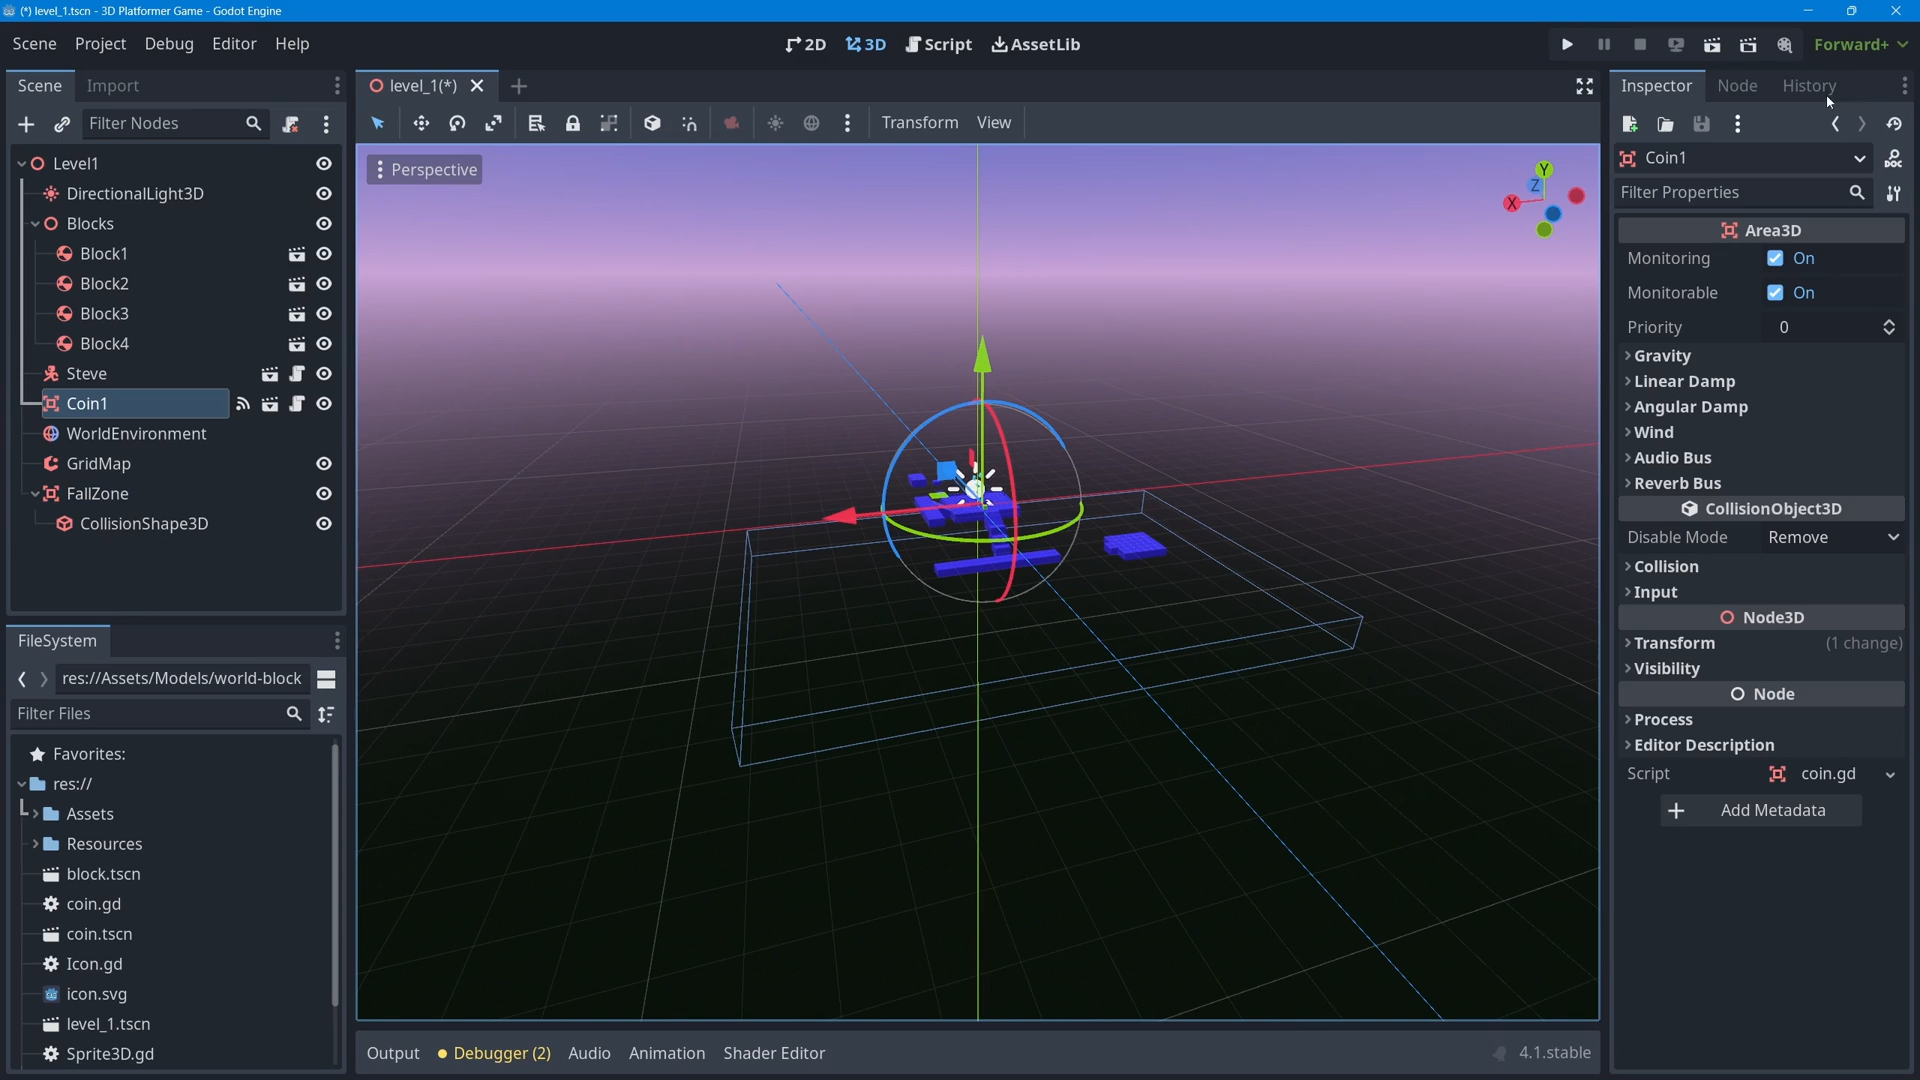 (*) level_1.tscn - 3D Platformer Game - Godot Engine
Scene Project Debug Editor Help
2D 3D Script AssetLib
Forward+
Scene Import
Filter Nodes
Level1
DirectionalLight3D
Blocks
Block1
Block2
Block3
Block4
Steve
Coin1
WorldEnvironment
GridMap
FallZone
CollisionShape3D
FileSystem
res://Assets/Models/world-block
Filter Files
Favorites:
res://
Assets
Resources
block.tscn
coin.gd
coin.tscn
Icon.gd
icon.svg
level_1.tscn
Sprite3D.gd
level_1(*)
Transform View
Perspective
Y
Z
X
Output Debugger (2) Audio Animation Shader Editor
4.1.stable
Inspector Node History
Coin1
Filter Properties
Area3D
Monitoring On
Monitorable On
Priority 0
Gravity
Linear Damp
Angular Damp
Wind
Audio Bus
Reverb Bus
CollisionObject3D
Disable Mode Remove
Collision
Input
Node3D
Transform (1 change)
Visibility
Node
Process
Editor Description
Script coin.gd
Add Metadata